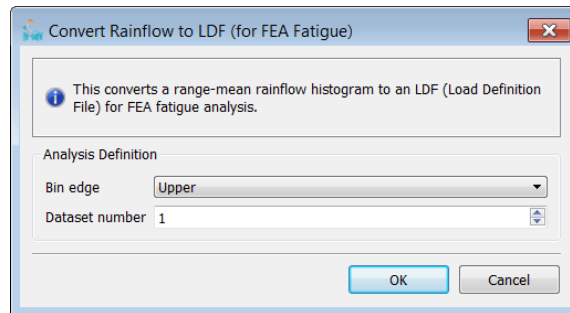 Convert Rainflow to LDF (for FEA Fatigue)
This converts a range-mean rainflow histogram to an LDF (Load Definition
File) for FEA fatigue analysis.
Analysis Definition
Bin edge Upper
Dataset number 1
OK Cancel